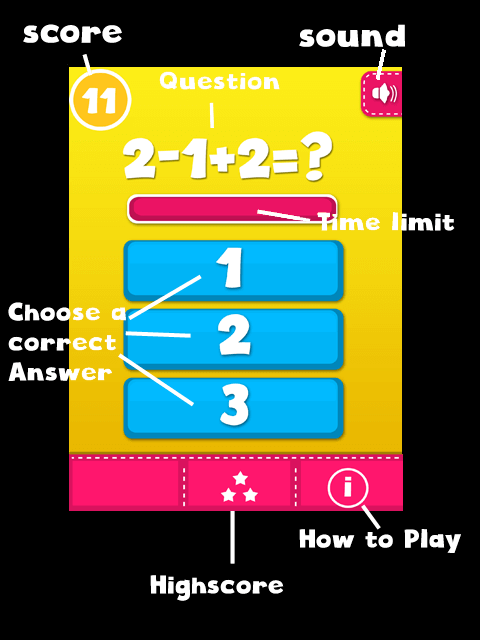 score
sound
11
Question
2-1+2=?
Time limit
1
Choose a
correct
Answer
2
3
i
How to Play
Highscore